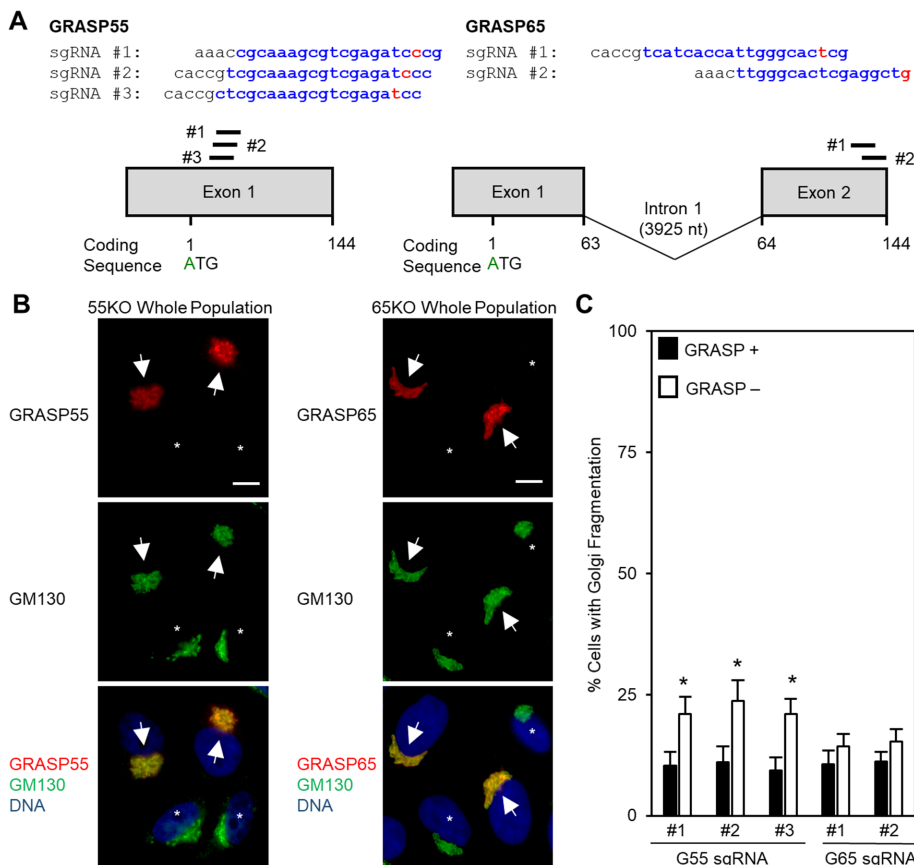 A
GRASP55
sgRNA #1: aaaccgcaaagcgtcgagatcccg
sgRNA #2: caccgtcgcaaagcgtcgagatccc
sgRNA #3: caccgctcgcaaagcgtcgagatcc
GRASP65
sgRNA #1: caccgtcatcaccattgggcactcg
sgRNA #2: aaacttgggcactcgaggctg
#1
#2
#3
Exon 1
Coding
Sequence
1
ATG
144
Exon 1
1
ATG
63
Intron 1
(3925 nt)
#1
#2
Exon 2
64
144
Coding
Sequence
B
55KO Whole Population
65KO Whole Population
GRASP55
*
*
GRASP65
*
*
GM130
*
*
GM130
*
*
GRASP55
GM130
DNA
*
*
GRASP65
GM130
DNA
*
*
C
% Cells with Golgi Fragmentation
100
75
50
25
0
GRASP +
GRASP –
*
*
*
#1 #2 #3 #1 #2
G55 sgRNA G65 sgRNA